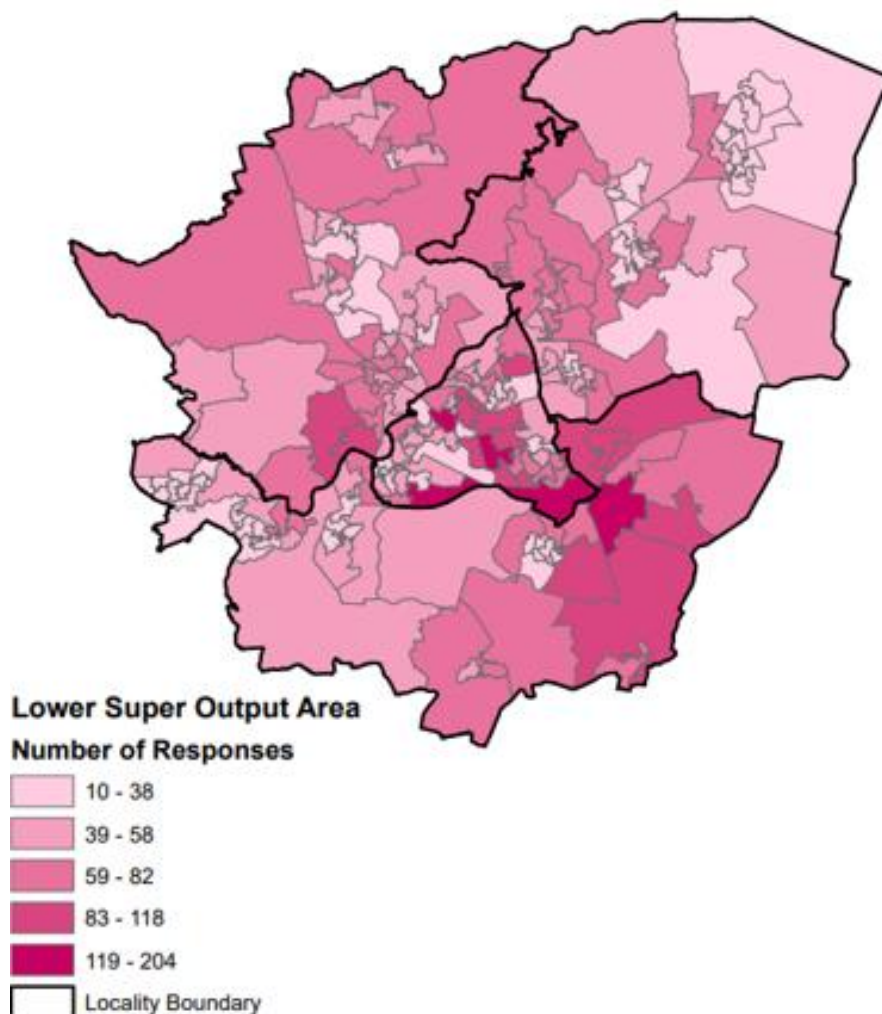 Lower Super Output Area
Number of Responses
10 - 38
39 - 58
59 - 82
83 - 118
119 - 204
Locality Boundary